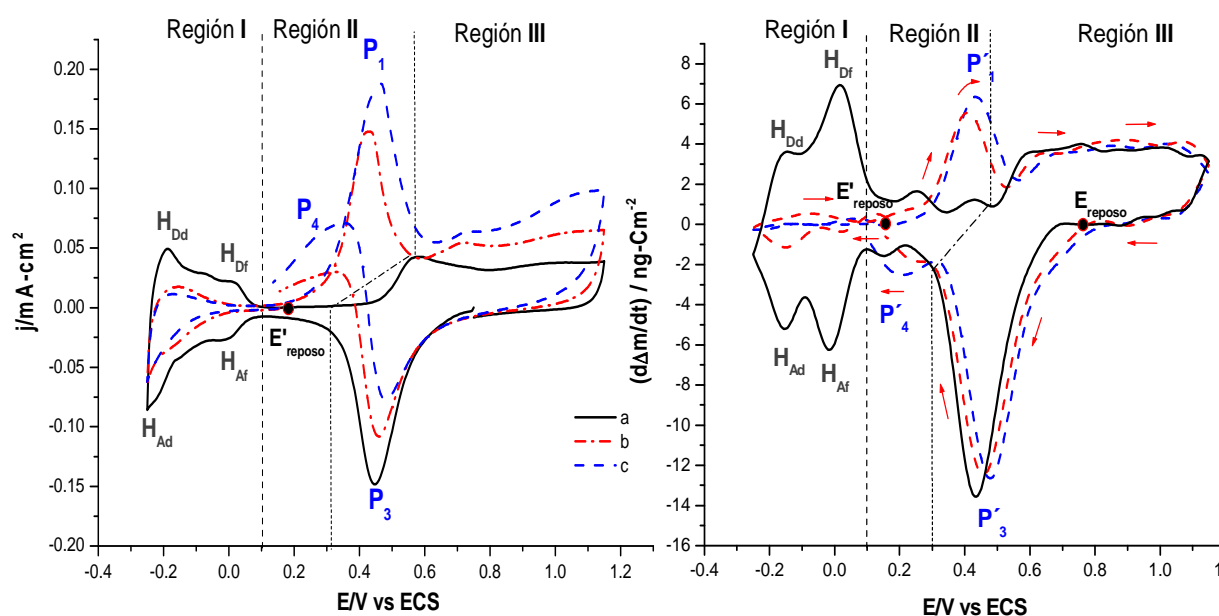 Región I Región II Región III
P1
P4
HDd
HDf
E'reposo
HAf
HAd
P3
a
b
c
0.20
0.15
0.10
0.05
0.00
-0.05
-0.10
-0.15
-0.20
j/m A-cm2
-0.4 -0.2 0.0 0.2 0.4 0.6 0.8 1.0 1.2
E/V vs ECS
Región I Región II Región III
HDf
P´1
HDd
E'reposo
Ereposo
P´4
HAd
HAf
P´3
8
6
4
2
0
-2
-4
-6
-8
-10
-12
-14
-16
(dΔm/dt) / ng-Cm-2
-0.4 -0.2 0.0 0.2 0.4 0.6 0.8 1.0 1.
E/V vs ECS